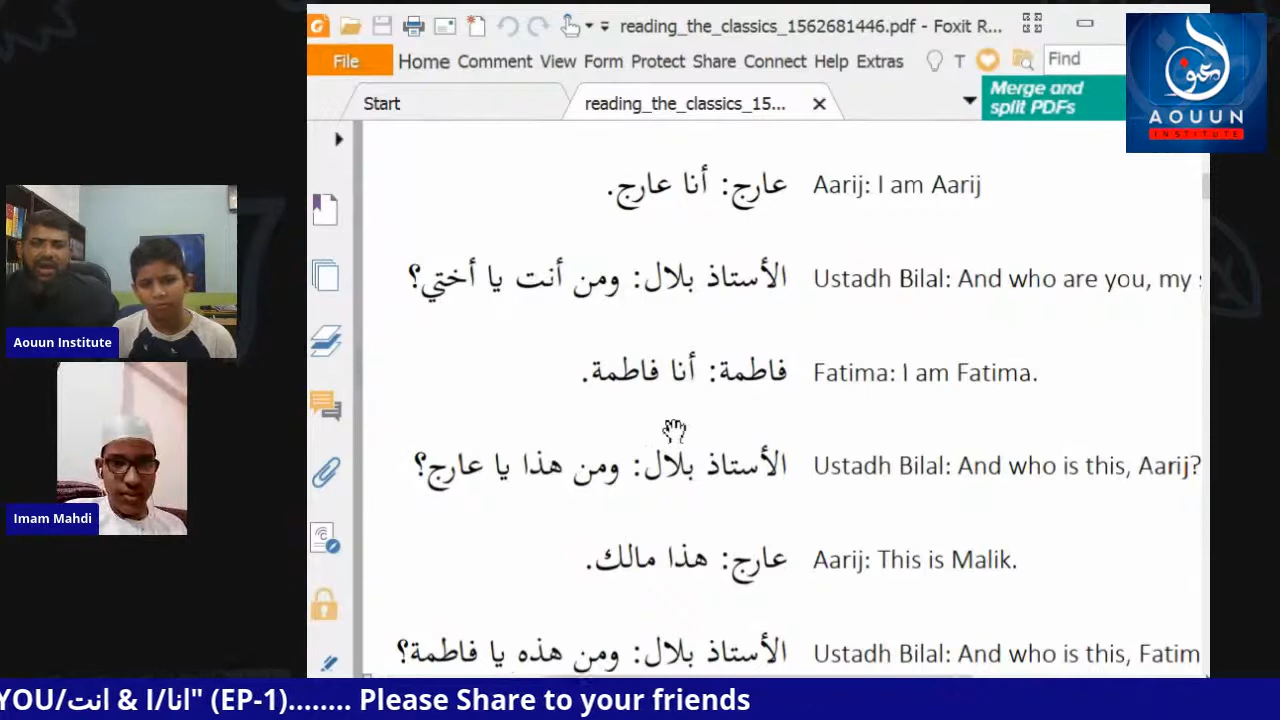 reading_the_classics_1562681446.pdf - Foxit R...
File Home Comment View Form Protect Share Connect Help Extras
Find
Start
reading_the_classics_15...
Merge and
split PDFs
عون
AOUUN
INSTITUTE
عارج: أنا عارج.
Aarij: I am Aarij
الأستاذ بلال: ومن أنت يا أختي؟
Ustadh Bilal: And who are you, my
فاطمة: أنا فاطمة.
Fatima: I am Fatima.
الأستاذ بلال: ومن هذا يا عارج؟
Ustadh Bilal: And who is this, Aarij?
عارج: هذا مالك.
Aarij: This is Malik.
الأستاذ بلال: ومن هذه يا فاطمة؟
Ustadh Bilal: And who is this, Fatim
Aouun Institute
Imam Mahdi
YOU/انت & I/انا" (EP-1)........ Please Share to your friends